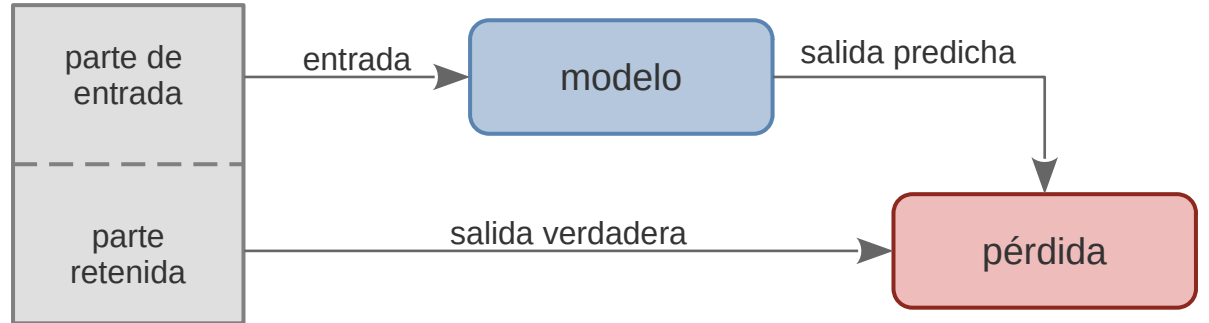 parte de
entrada
entrada
modelo
salida predicha
parte
retenida
salida verdadera
pérdida